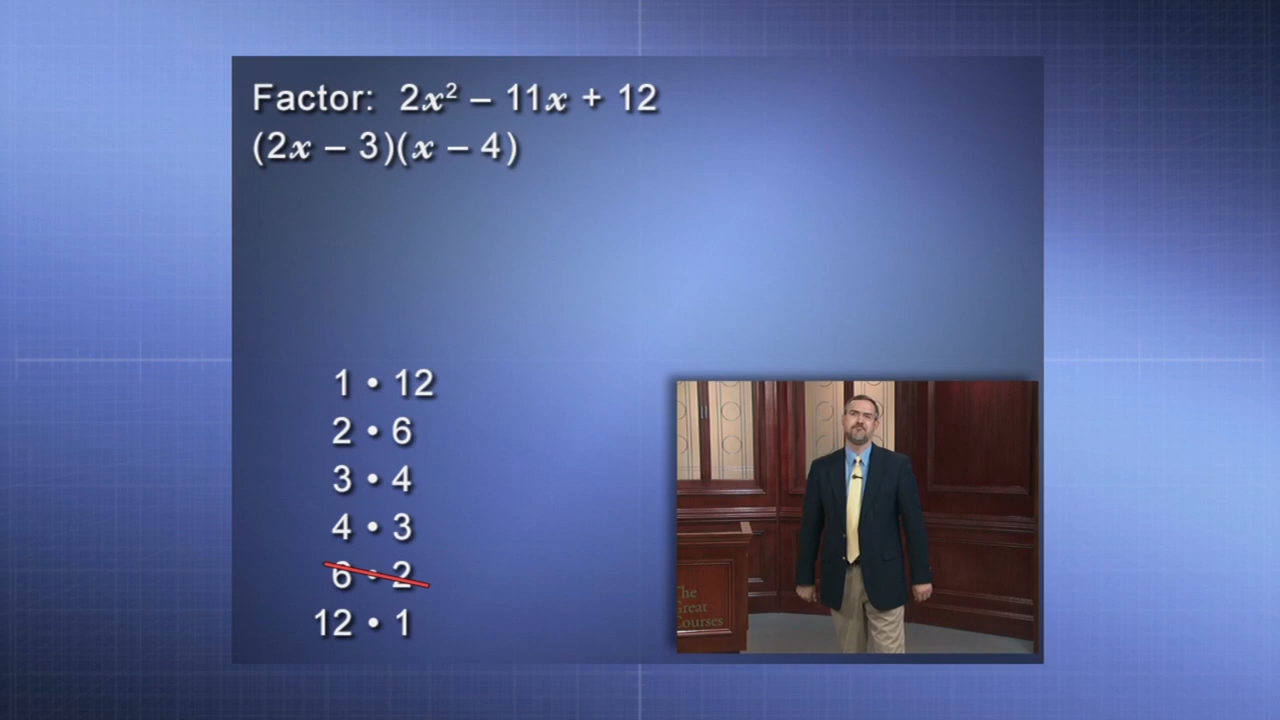 Factor: 2x² – 11x + 12
(2x – 3)(x – 4)
1 • 12
2 • 6
3 • 4
4 • 3
6 • 2
12 • 1
The
Great
Courses